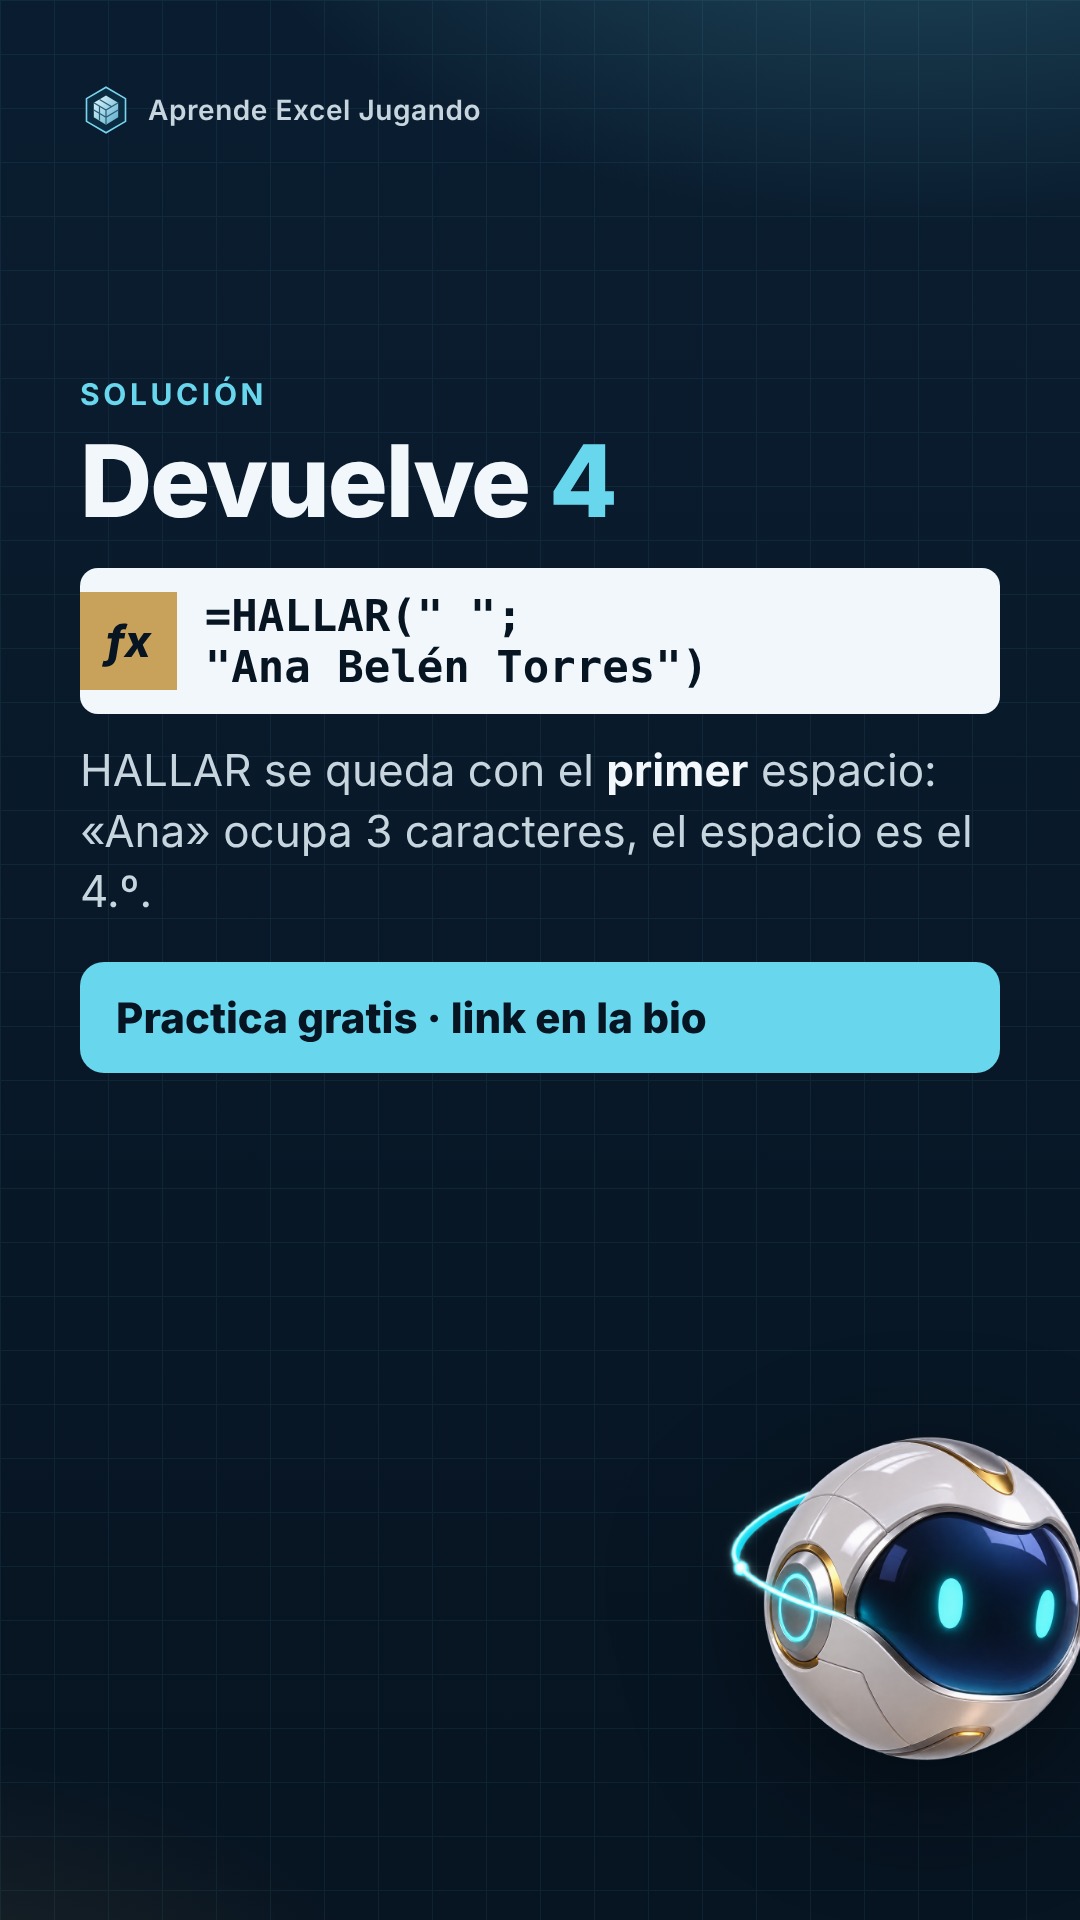 Aprende Excel Jugando
SOLUCIÓN
Devuelve 4
fx
=HALLAR(" ";
"Ana Belén Torres")
HALLAR se queda con el primer espacio:
«Ana» ocupa 3 caracteres, el espacio es el
4.º.
Practica gratis · link en la bio